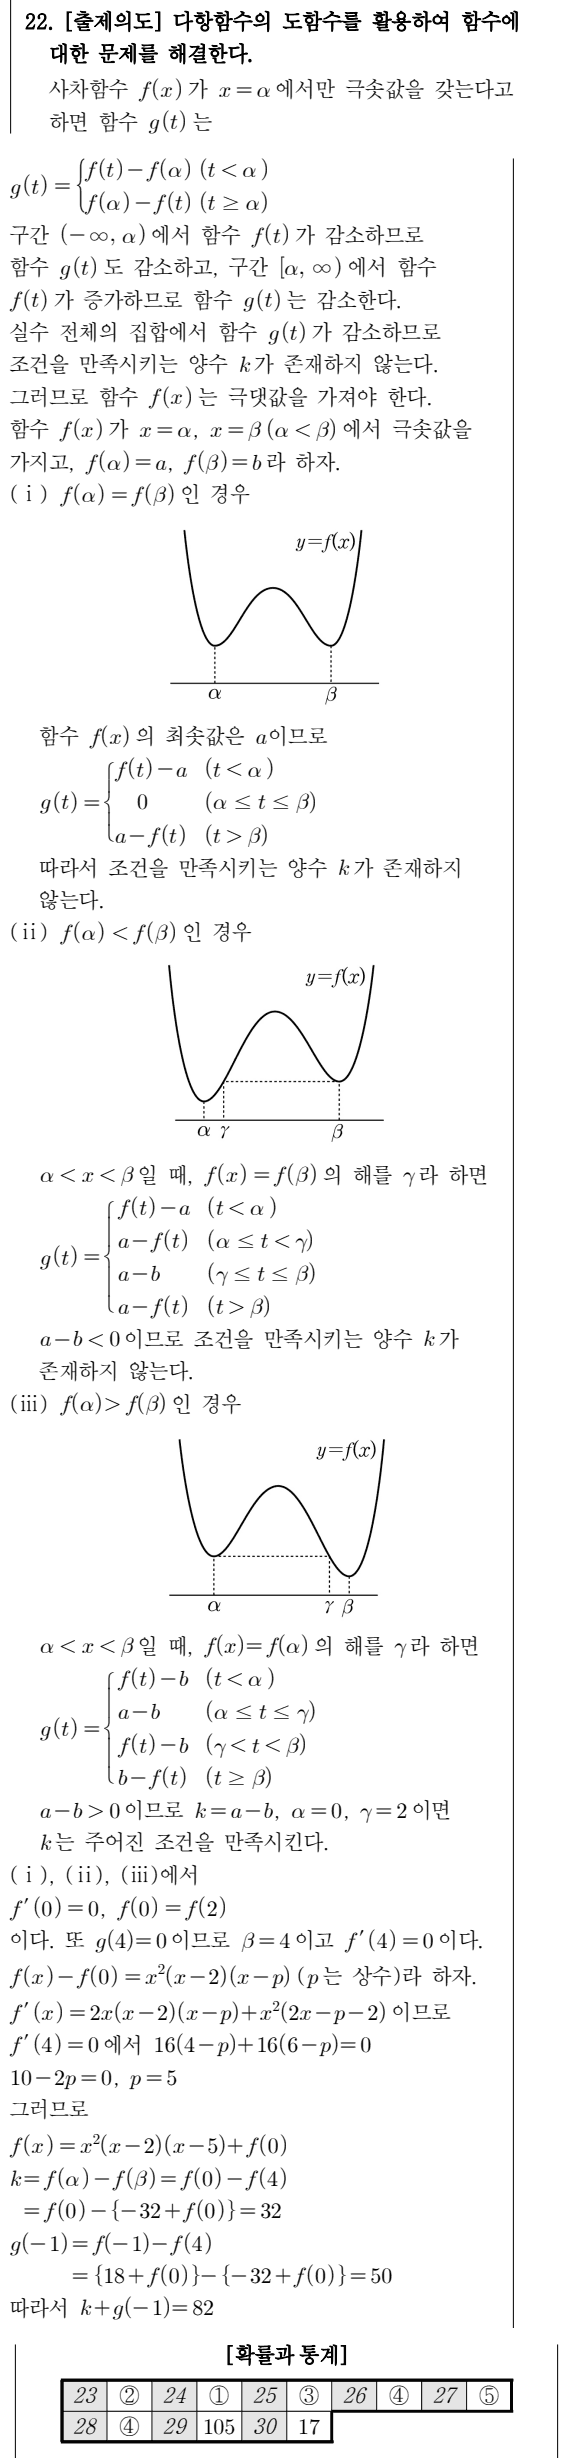 22. [출제의도] 다항함수의 도함수를 활용하여 함수에
대한 문제를 해결한다.
사차함수 f(x)가 x=α에서만 극솟값을 갖는다고
하면 함수 g(t)는
g(t)={f(t)−f(α) (t<α)
f(α)−f(t) (t≥α)
구간 (−∞, α)에서 함수 f(t)가 감소하므로
함수 g(t)도 감소하고, 구간 [α, ∞)에서 함수
f(t)가 증가하므로 함수 g(t)는 감소한다.
실수 전체의 집합에서 함수 g(t)가 감소하므로
조건을 만족시키는 양수 k가 존재하지 않는다.
그러므로 함수 f(x)는 극댓값을 가져야 한다.
함수 f(x)가 x=α, x=β(α<β)에서 극솟값을
가지고, f(α)=a, f(β)=b라 하자.
(ⅰ) f(α)=f(β)인 경우
y=f(x)
α β
함수 f(x)의 최솟값은 a이므로
g(t)={f(t)−a (t<α)
0 (α≤t≤β)
a−f(t) (t>β)
따라서 조건을 만족시키는 양수 k가 존재하지
않는다.
(ⅱ) f(α)<f(β)인 경우
y=f(x)
α γ β
α<x<β일 때, f(x)=f(β)의 해를 γ라 하면
g(t)={f(t)−a (t<α)
a−f(t) (α≤t<γ)
a−b (γ≤t≤β)
a−f(t) (t>β)
a−b<0이므로 조건을 만족시키는 양수 k가
존재하지 않는다.
(ⅲ) f(α)>f(β)인 경우
y=f(x)
α γ β
α<x<β일 때, f(x)=f(α)의 해를 γ라 하면
g(t)={f(t)−b (t<α)
a−b (α≤t≤γ)
f(t)−b (γ<t<β)
b−f(t) (t≥β)
a−b>0이므로 k=a−b, α=0, γ=2이면
k는 주어진 조건을 만족시킨다.
(ⅰ), (ⅱ), (ⅲ)에서
f′(0)=0, f(0)=f(2)
이다. 또 g(4)=0이므로 β=4이고 f′(4)=0이다.
f(x)−f(0)=x²(x−2)(x−p) (p는 상수)라 하자.
f′(x)=2x(x−2)(x−p)+x²(2x−p−2)이므로
f′(4)=0에서 16(4−p)+16(6−p)=0
10−2p=0, p=5
그러므로
f(x)=x²(x−2)(x−5)+f(0)
k=f(α)−f(β)=f(0)−f(4)
=f(0)−{−32+f(0)}=32
g(−1)=f(−1)−f(4)
={18+f(0)}−{−32+f(0)}=50
따라서 k+g(−1)=82
[확률과 통계]
23 ② 24 ① 25 ③ 26 ④ 27 ⑤
28 ④ 29 105 30 17